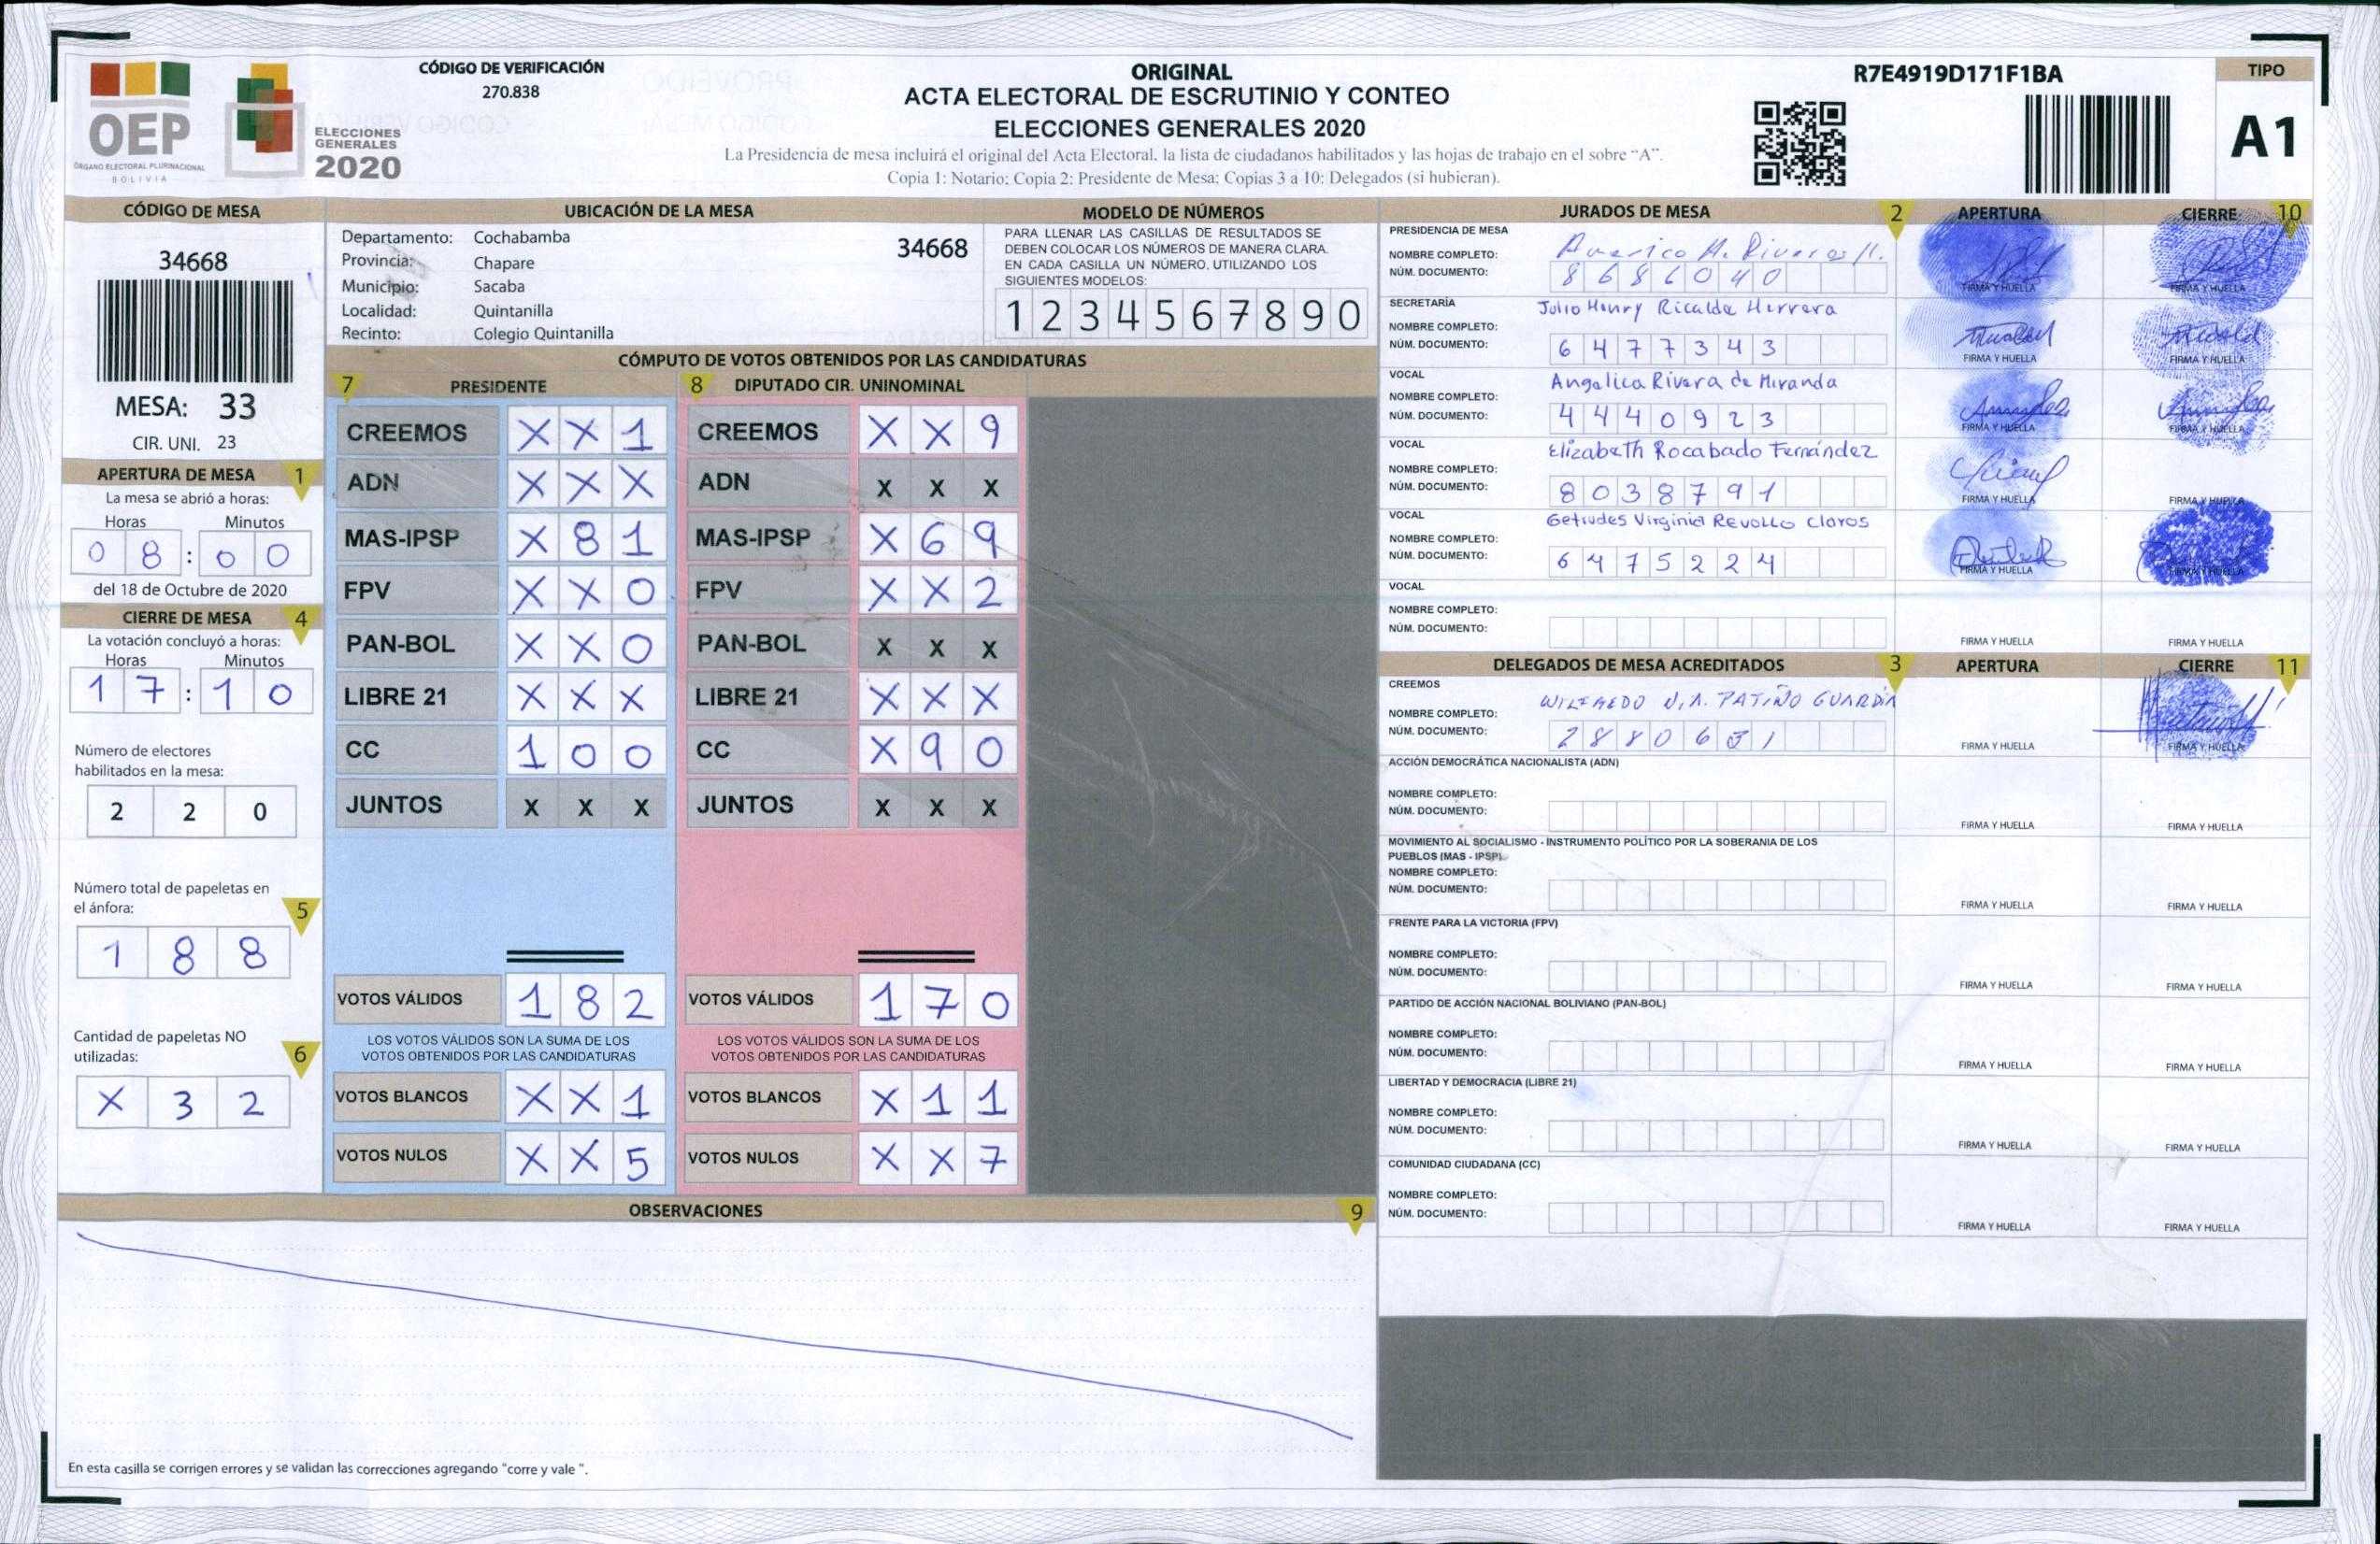 OEP
ÓRGANO ELECTORAL PLURINACIONAL
BOLIVIA
ELECCIONES
GENERALES
2020
CÓDIGO DE VERIFICACIÓN
270.838
ORIGINAL
ACTA ELECTORAL DE ESCRUTINIO Y CONTEO
ELECCIONES GENERALES 2020
La Presidencia de mesa incluirá el original del Acta Electoral, la lista de ciudadanos habilitados y las hojas de trabajo en el sobre “A”.
Copia 1: Notario; Copia 2: Presidente de Mesa; Copias 3 a 10: Delegados (si hubieran).
R7E4919D171F1BA
TIPO
A1
CÓDIGO DE MESA
34668
MESA: 33
CIR. UNI. 23
APERTURA DE MESA 1
La mesa se abrió a horas:
Horas Minutos
0 8 : 0 0
del 18 de Octubre de 2020
CIERRE DE MESA 4
La votación concluyó a horas:
Horas Minutos
1 7 : 1 0
Número de electores
habilitados en la mesa:
2 2 0
Número total de papeletas en
el ánfora: 5
1 8 8
Cantidad de papeletas NO
utilizadas: 6
X 3 2
UBICACIÓN DE LA MESA
Departamento: Cochabamba 34668
Provincia: Chapare
Municipio: Sacaba
Localidad: Quintanilla
Recinto: Colegio Quintanilla
MODELO DE NÚMEROS
PARA LLENAR LAS CASILLAS DE RESULTADOS SE
DEBEN COLOCAR LOS NÚMEROS DE MANERA CLARA.
EN CADA CASILLA UN NÚMERO, UTILIZANDO LOS
SIGUIENTES MODELOS:
1 2 3 4 5 6 7 8 9 0
CÓMPUTO DE VOTOS OBTENIDOS POR LAS CANDIDATURAS
7 PRESIDENTE 8 DIPUTADO CIR. UNINOMINAL
CREEMOS X X 1 CREEMOS X X 9
ADN X X X ADN X X X
MAS-IPSP X 8 1 MAS-IPSP X 6 9
FPV X X 0 FPV X X 2
PAN-BOL X X 0 PAN-BOL X X X
LIBRE 21 X X X LIBRE 21 X X X
CC 1 0 0 CC X 9 0
JUNTOS X X X JUNTOS X X X
VOTOS VÁLIDOS 1 8 2 VOTOS VÁLIDOS 1 7 0
LOS VOTOS VÁLIDOS SON LA SUMA DE LOS LOS VOTOS VÁLIDOS SON LA SUMA DE LOS
VOTOS OBTENIDOS POR LAS CANDIDATURAS VOTOS OBTENIDOS POR LAS CANDIDATURAS
VOTOS BLANCOS X X 1 VOTOS BLANCOS X 1 1
VOTOS NULOS X X 5 VOTOS NULOS X X 7
OBSERVACIONES 9
En esta casilla se corrigen errores y se validan las correcciones agregando "corre y vale ".
JURADOS DE MESA 2 APERTURA CIERRE 10
PRESIDENCIA DE MESA
NOMBRE COMPLETO: Americo
NÚM. DOCUMENTO: 8 6 8 6 0 4 0
FIRMA Y HUELLA FIRMA Y HUELLA
SECRETARÍA
NOMBRE COMPLETO: Julio Henry Ricalde Herrera
NÚM. DOCUMENTO: 6 4 7 7 3 4 3
FIRMA Y HUELLA FIRMA Y HUELLA
VOCAL
NOMBRE COMPLETO: Angelica Rivera de Miranda
NÚM. DOCUMENTO: 4 4 4 0 9 2 3
FIRMA Y HUELLA FIRMA Y HUELLA
VOCAL
NOMBRE COMPLETO: Elizabeth Rocabado Fernández
NÚM. DOCUMENTO: 8 0 3 8 7 9 1
FIRMA Y HUELLA FIRMA Y HUELLA
VOCAL
NOMBRE COMPLETO: Getrudes Virginia REVOLLO Claros
NÚM. DOCUMENTO: 6 4 7 5 2 2 4
FIRMA Y HUELLA FIRMA Y HUELLA
VOCAL
NOMBRE COMPLETO:
NÚM. DOCUMENTO:
FIRMA Y HUELLA FIRMA Y HUELLA
DELEGADOS DE MESA ACREDITADOS 3 APERTURA CIERRE 11
CREEMOS
NOMBRE COMPLETO: WILFREDO N.A. PATIÑO GUARDIA
NÚM. DOCUMENTO: 2 8 8 0 6 1
FIRMA Y HUELLA FIRMA Y HUELLA
ACCIÓN DEMOCRÁTICA NACIONALISTA (ADN)
NOMBRE COMPLETO:
NÚM. DOCUMENTO:
FIRMA Y HUELLA FIRMA Y HUELLA
MOVIMIENTO AL SOCIALISMO - INSTRUMENTO POLÍTICO POR LA SOBERANIA DE LOS
PUEBLOS (MAS - IPSP)
NOMBRE COMPLETO:
NÚM. DOCUMENTO:
FIRMA Y HUELLA FIRMA Y HUELLA
FRENTE PARA LA VICTORIA (FPV)
NOMBRE COMPLETO:
NÚM. DOCUMENTO:
FIRMA Y HUELLA FIRMA Y HUELLA
PARTIDO DE ACCIÓN NACIONAL BOLIVIANO (PAN-BOL)
NOMBRE COMPLETO:
NÚM. DOCUMENTO:
FIRMA Y HUELLA FIRMA Y HUELLA
LIBERTAD Y DEMOCRACIA (LIBRE 21)
NOMBRE COMPLETO:
NÚM. DOCUMENTO:
FIRMA Y HUELLA FIRMA Y HUELLA
COMUNIDAD CIUDADANA (CC)
NOMBRE COMPLETO:
NÚM. DOCUMENTO:
FIRMA Y HUELLA FIRMA Y HUELLA